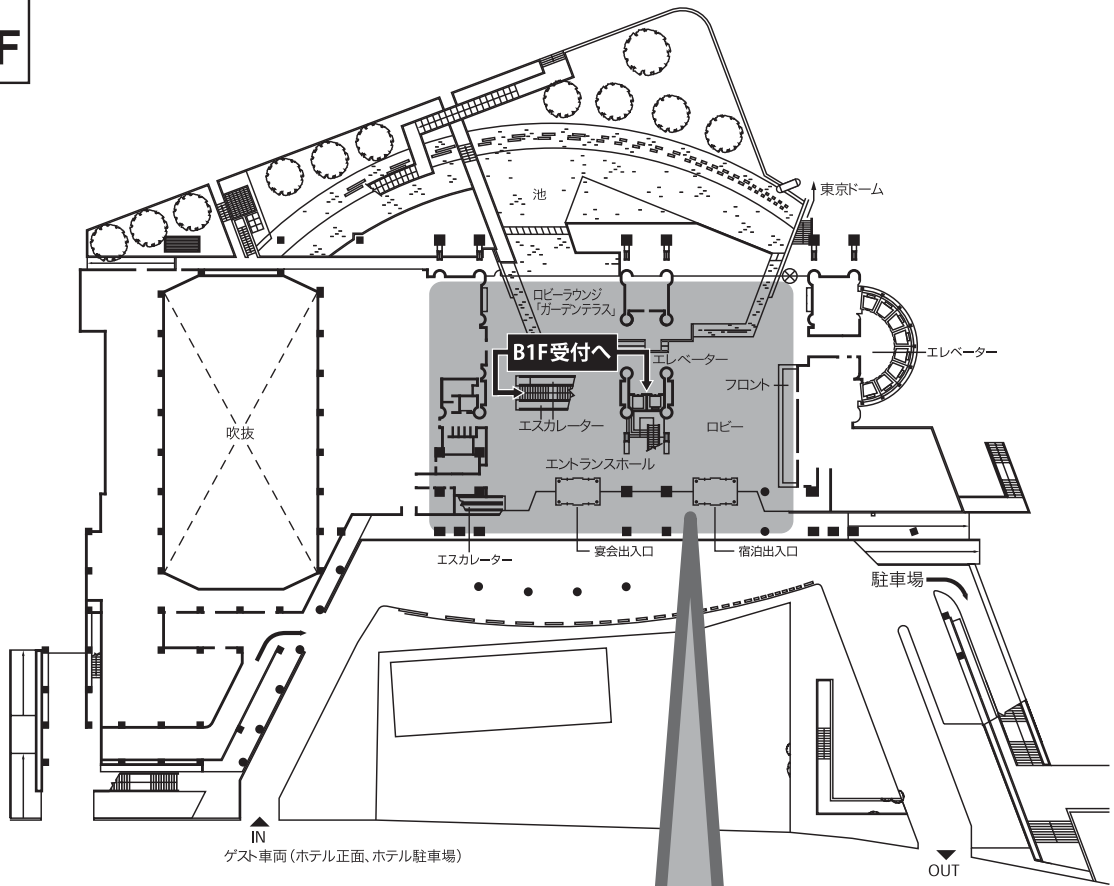 F
池
東京ドーム
ロビーラウンジ
「ガーデンテラス」
B1F受付へ
エレベーター
エレベーター
フロント
吹抜
エスカレーター
ロビー
エントランスホール
エスカレーター
宴会出入口
宿泊出入口
駐車場
IN
ゲスト車両(ホテル正面、ホテル駐車場)
OUT